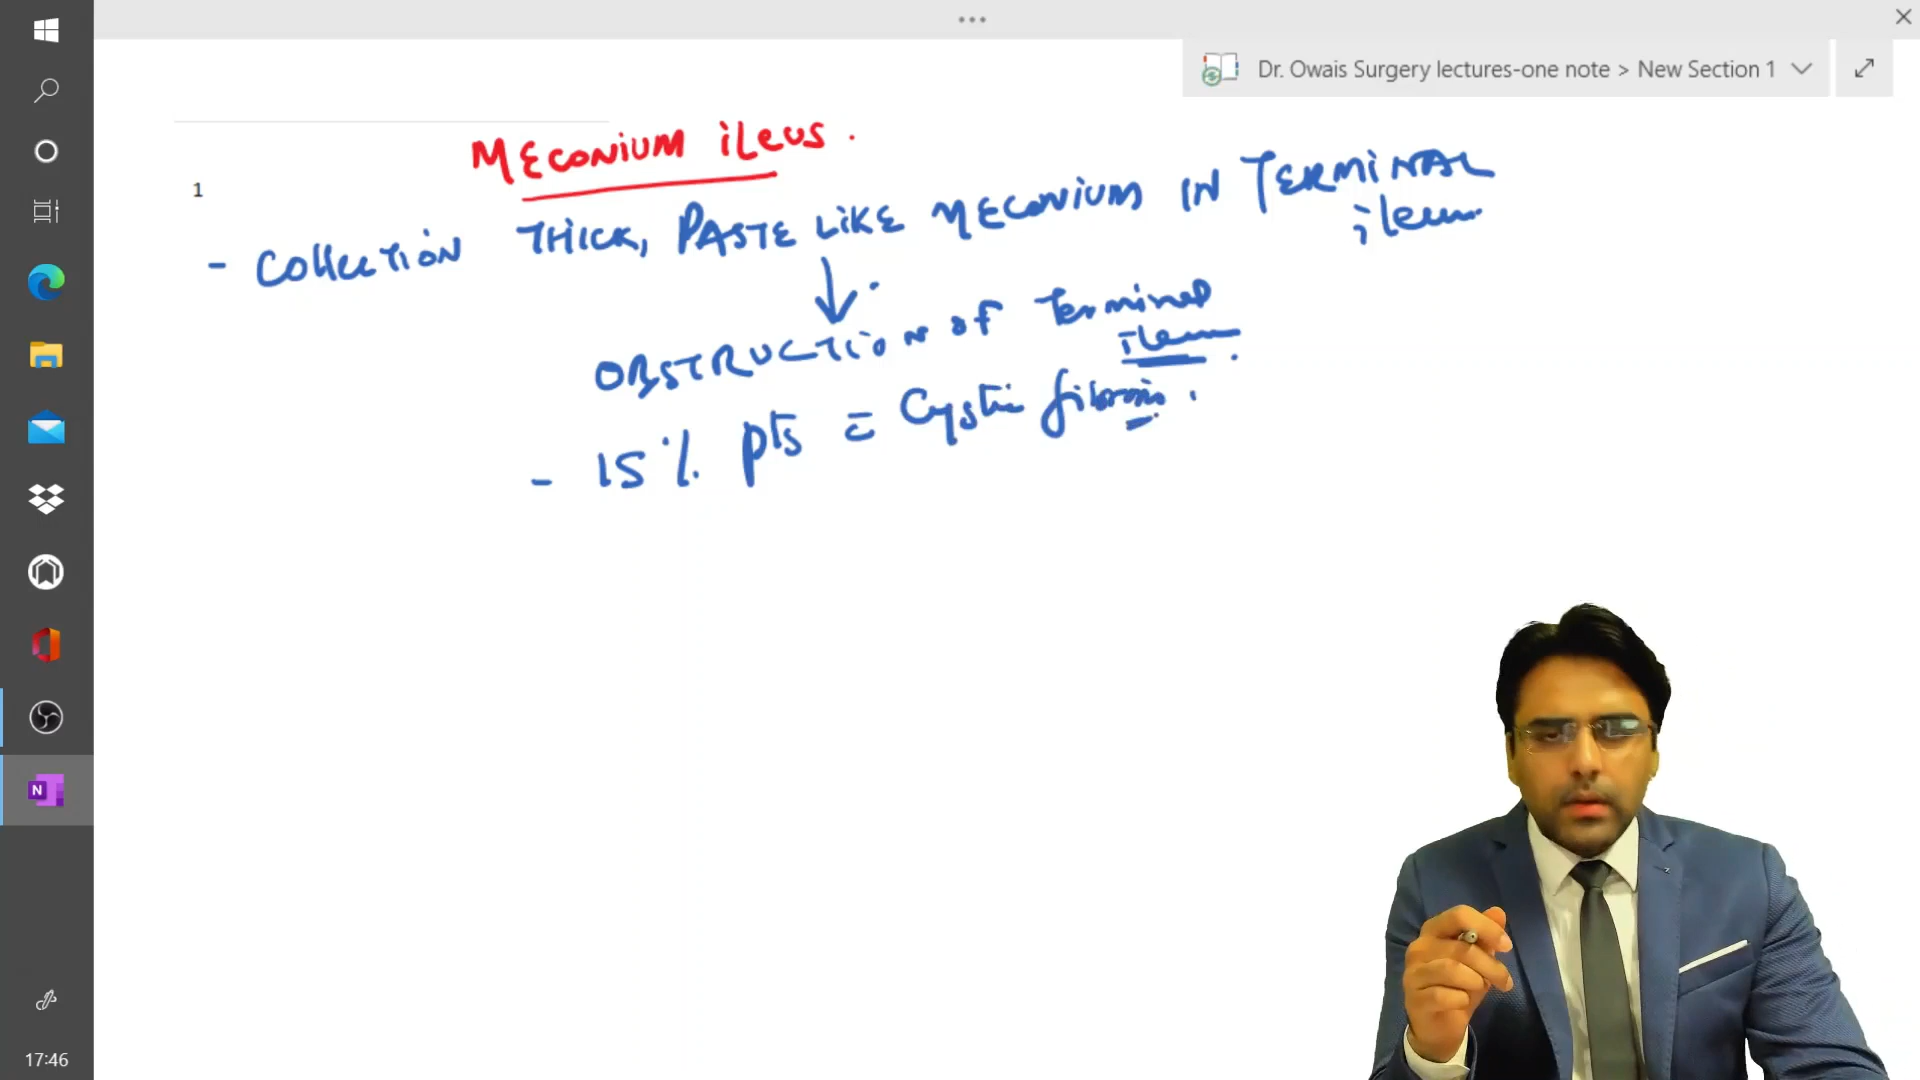 Dr. Owais Surgery lectures-one note > New Section 1
MECONIUM ILEUS.
1
- COLLECTION THICK, PASTE LIKE MECONIUM IN TERMINAL
ileum.
OBSTRUCTION of Terminal
ileum.
- 15% pts = Cystic fibrosis.
N
17:46